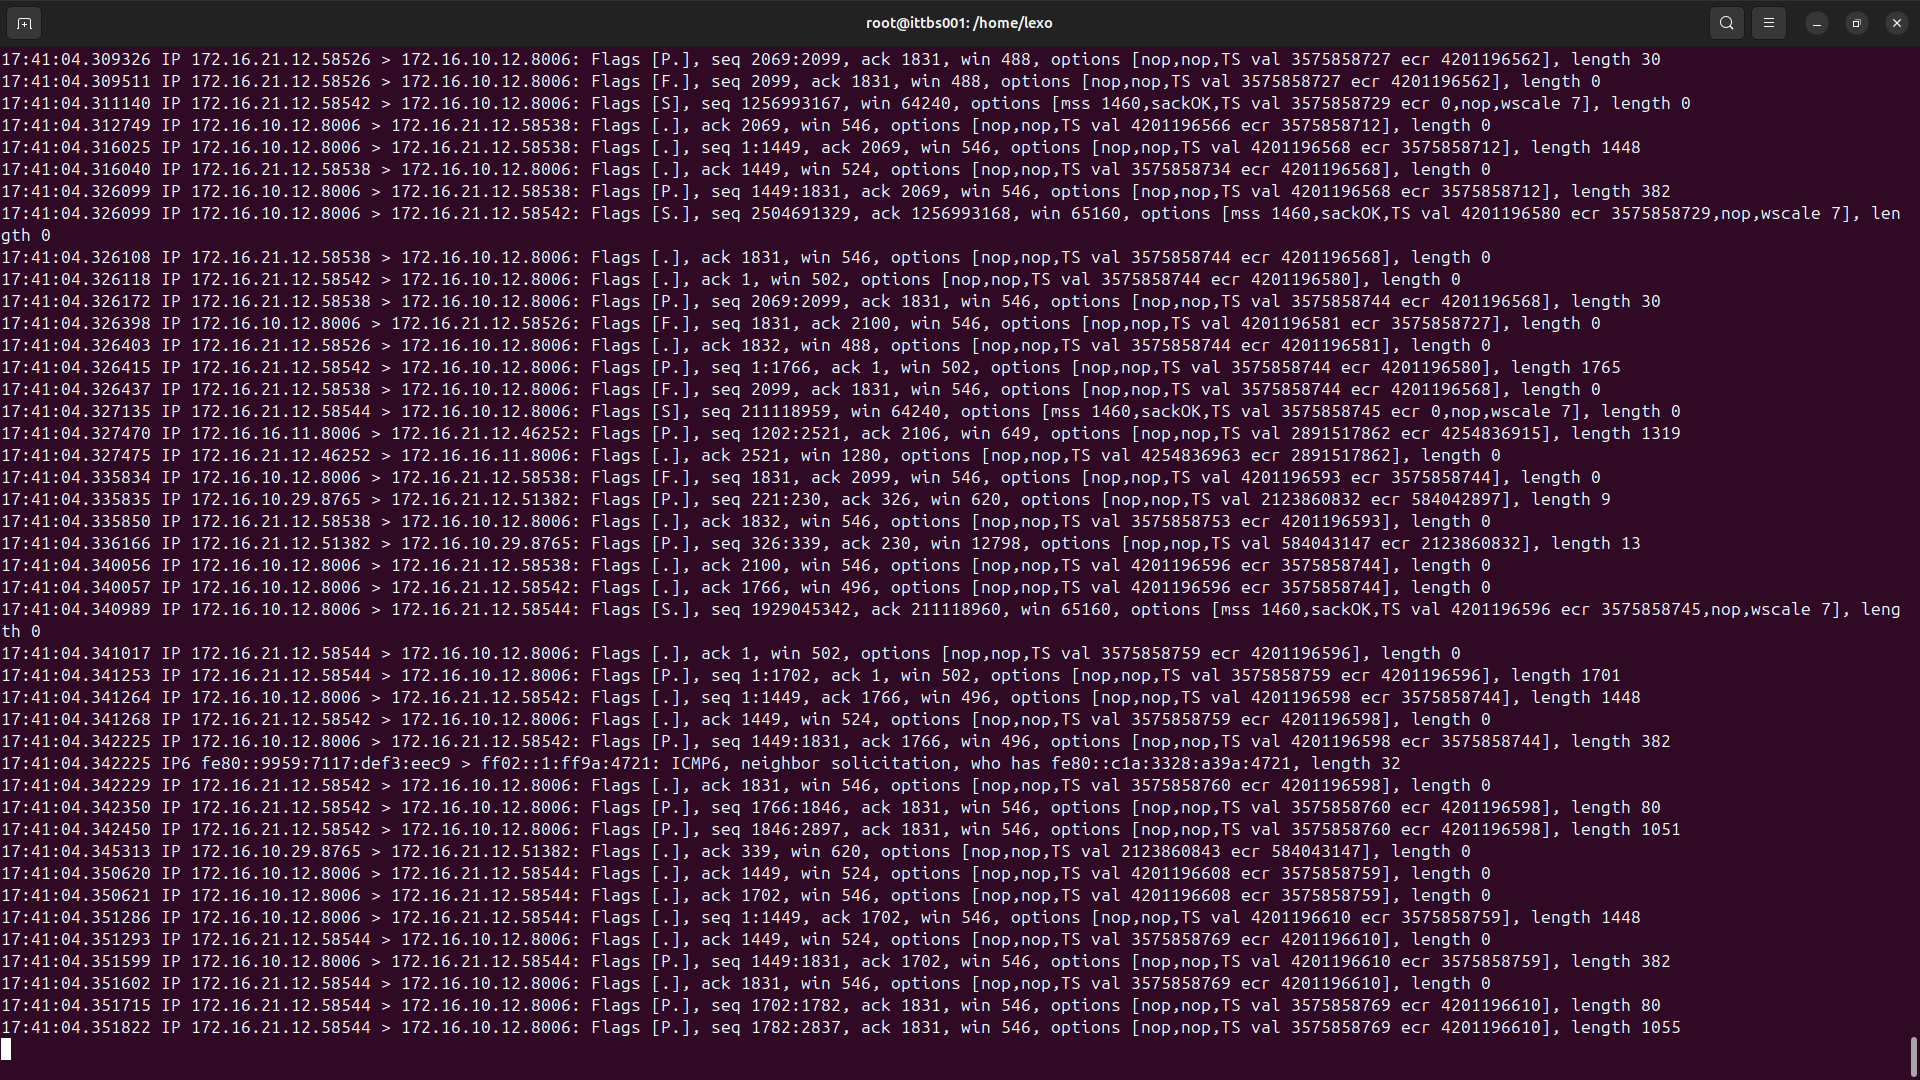 root@ittbs001: /home/lexo
17:41:04.309326 IP 172.16.21.12.58526 > 172.16.10.12.8006: Flags [P.], seq 2069:2099, ack 1831, win 488, options [nop,nop,TS val 3575858727 ecr 4201196562], length 30
17:41:04.309511 IP 172.16.21.12.58526 > 172.16.10.12.8006: Flags [F.], seq 2099, ack 1831, win 488, options [nop,nop,TS val 3575858727 ecr 4201196562], length 0
17:41:04.311140 IP 172.16.21.12.58542 > 172.16.10.12.8006: Flags [S], seq 1256993167, win 64240, options [mss 1460,sackOK,TS val 3575858729 ecr 0,nop,wscale 7], length 0
17:41:04.312749 IP 172.16.10.12.8006 > 172.16.21.12.58538: Flags [.], ack 2069, win 546, options [nop,nop,TS val 4201196566 ecr 3575858712], length 0
17:41:04.316025 IP 172.16.10.12.8006 > 172.16.21.12.58538: Flags [.], seq 1:1449, ack 2069, win 546, options [nop,nop,TS val 4201196568 ecr 3575858712], length 1448
17:41:04.316040 IP 172.16.21.12.58538 > 172.16.10.12.8006: Flags [.], ack 1449, win 524, options [nop,nop,TS val 3575858734 ecr 4201196568], length 0
17:41:04.326099 IP 172.16.10.12.8006 > 172.16.21.12.58538: Flags [P.], seq 1449:1831, ack 2069, win 546, options [nop,nop,TS val 4201196568 ecr 3575858712], length 382
17:41:04.326099 IP 172.16.10.12.8006 > 172.16.21.12.58542: Flags [S.], seq 2504691329, ack 1256993168, win 65160, options [mss 1460,sackOK,TS val 4201196580 ecr 3575858729,nop,wscale 7], len
gth 0
17:41:04.326108 IP 172.16.21.12.58538 > 172.16.10.12.8006: Flags [.], ack 1831, win 546, options [nop,nop,TS val 3575858744 ecr 4201196568], length 0
17:41:04.326118 IP 172.16.21.12.58542 > 172.16.10.12.8006: Flags [.], ack 1, win 502, options [nop,nop,TS val 3575858744 ecr 4201196580], length 0
17:41:04.326172 IP 172.16.21.12.58538 > 172.16.10.12.8006: Flags [P.], seq 2069:2099, ack 1831, win 546, options [nop,nop,TS val 3575858744 ecr 4201196568], length 30
17:41:04.326398 IP 172.16.10.12.8006 > 172.16.21.12.58526: Flags [F.], seq 1831, ack 2100, win 546, options [nop,nop,TS val 4201196581 ecr 3575858727], length 0
17:41:04.326403 IP 172.16.21.12.58526 > 172.16.10.12.8006: Flags [.], ack 1832, win 488, options [nop,nop,TS val 3575858744 ecr 4201196581], length 0
17:41:04.326415 IP 172.16.21.12.58542 > 172.16.10.12.8006: Flags [P.], seq 1:1766, ack 1, win 502, options [nop,nop,TS val 3575858744 ecr 4201196580], length 1765
17:41:04.326437 IP 172.16.21.12.58538 > 172.16.10.12.8006: Flags [F.], seq 2099, ack 1831, win 546, options [nop,nop,TS val 3575858744 ecr 4201196568], length 0
17:41:04.327135 IP 172.16.21.12.58544 > 172.16.10.12.8006: Flags [S], seq 211118959, win 64240, options [mss 1460,sackOK,TS val 3575858745 ecr 0,nop,wscale 7], length 0
17:41:04.327470 IP 172.16.16.11.8006 > 172.16.21.12.46252: Flags [P.], seq 1202:2521, ack 2106, win 649, options [nop,nop,TS val 2891517862 ecr 4254836915], length 1319
17:41:04.327475 IP 172.16.21.12.46252 > 172.16.16.11.8006: Flags [.], ack 2521, win 1280, options [nop,nop,TS val 4254836963 ecr 2891517862], length 0
17:41:04.335834 IP 172.16.10.12.8006 > 172.16.21.12.58538: Flags [F.], seq 1831, ack 2099, win 546, options [nop,nop,TS val 4201196593 ecr 3575858744], length 0
17:41:04.335835 IP 172.16.10.29.8765 > 172.16.21.12.51382: Flags [P.], seq 221:230, ack 326, win 620, options [nop,nop,TS val 2123860832 ecr 584042897], length 9
17:41:04.335850 IP 172.16.21.12.58538 > 172.16.10.12.8006: Flags [.], ack 1832, win 546, options [nop,nop,TS val 3575858753 ecr 4201196593], length 0
17:41:04.336166 IP 172.16.21.12.51382 > 172.16.10.29.8765: Flags [P.], seq 326:339, ack 230, win 12798, options [nop,nop,TS val 584043147 ecr 2123860832], length 13
17:41:04.340056 IP 172.16.10.12.8006 > 172.16.21.12.58538: Flags [.], ack 2100, win 546, options [nop,nop,TS val 4201196596 ecr 3575858744], length 0
17:41:04.340057 IP 172.16.10.12.8006 > 172.16.21.12.58542: Flags [.], ack 1766, win 496, options [nop,nop,TS val 4201196596 ecr 3575858744], length 0
17:41:04.340989 IP 172.16.10.12.8006 > 172.16.21.12.58544: Flags [S.], seq 1929045342, ack 211118960, win 65160, options [mss 1460,sackOK,TS val 4201196596 ecr 3575858745,nop,wscale 7], leng
th 0
17:41:04.341017 IP 172.16.21.12.58544 > 172.16.10.12.8006: Flags [.], ack 1, win 502, options [nop,nop,TS val 3575858759 ecr 4201196596], length 0
17:41:04.341253 IP 172.16.21.12.58544 > 172.16.10.12.8006: Flags [P.], seq 1:1702, ack 1, win 502, options [nop,nop,TS val 3575858759 ecr 4201196596], length 1701
17:41:04.341264 IP 172.16.10.12.8006 > 172.16.21.12.58542: Flags [.], seq 1:1449, ack 1766, win 496, options [nop,nop,TS val 4201196598 ecr 3575858744], length 1448
17:41:04.341268 IP 172.16.21.12.58542 > 172.16.10.12.8006: Flags [.], ack 1449, win 524, options [nop,nop,TS val 3575858759 ecr 4201196598], length 0
17:41:04.342225 IP 172.16.10.12.8006 > 172.16.21.12.58542: Flags [P.], seq 1449:1831, ack 1766, win 496, options [nop,nop,TS val 4201196598 ecr 3575858744], length 382
17:41:04.342225 IP6 fe80::9959:7117:def3:eec9 > ff02::1:ff9a:4721: ICMP6, neighbor solicitation, who has fe80::c1a:3328:a39a:4721, length 32
17:41:04.342229 IP 172.16.21.12.58542 > 172.16.10.12.8006: Flags [.], ack 1831, win 546, options [nop,nop,TS val 3575858760 ecr 4201196598], length 0
17:41:04.342350 IP 172.16.21.12.58542 > 172.16.10.12.8006: Flags [P.], seq 1766:1846, ack 1831, win 546, options [nop,nop,TS val 3575858760 ecr 4201196598], length 80
17:41:04.342450 IP 172.16.21.12.58542 > 172.16.10.12.8006: Flags [P.], seq 1846:2897, ack 1831, win 546, options [nop,nop,TS val 3575858760 ecr 4201196598], length 1051
17:41:04.345313 IP 172.16.10.29.8765 > 172.16.21.12.51382: Flags [.], ack 339, win 620, options [nop,nop,TS val 2123860843 ecr 584043147], length 0
17:41:04.350620 IP 172.16.10.12.8006 > 172.16.21.12.58544: Flags [.], ack 1449, win 524, options [nop,nop,TS val 4201196608 ecr 3575858759], length 0
17:41:04.350621 IP 172.16.10.12.8006 > 172.16.21.12.58544: Flags [.], ack 1702, win 546, options [nop,nop,TS val 4201196608 ecr 3575858759], length 0
17:41:04.351286 IP 172.16.10.12.8006 > 172.16.21.12.58544: Flags [.], seq 1:1449, ack 1702, win 546, options [nop,nop,TS val 4201196610 ecr 3575858759], length 1448
17:41:04.351293 IP 172.16.21.12.58544 > 172.16.10.12.8006: Flags [.], ack 1449, win 524, options [nop,nop,TS val 3575858769 ecr 4201196610], length 0
17:41:04.351599 IP 172.16.10.12.8006 > 172.16.21.12.58544: Flags [P.], seq 1449:1831, ack 1702, win 546, options [nop,nop,TS val 4201196610 ecr 3575858759], length 382
17:41:04.351602 IP 172.16.21.12.58544 > 172.16.10.12.8006: Flags [.], ack 1831, win 546, options [nop,nop,TS val 3575858769 ecr 4201196610], length 0
17:41:04.351715 IP 172.16.21.12.58544 > 172.16.10.12.8006: Flags [P.], seq 1702:1782, ack 1831, win 546, options [nop,nop,TS val 3575858769 ecr 4201196610], length 80
17:41:04.351822 IP 172.16.21.12.58544 > 172.16.10.12.8006: Flags [P.], seq 1782:2837, ack 1831, win 546, options [nop,nop,TS val 3575858769 ecr 4201196610], length 1055